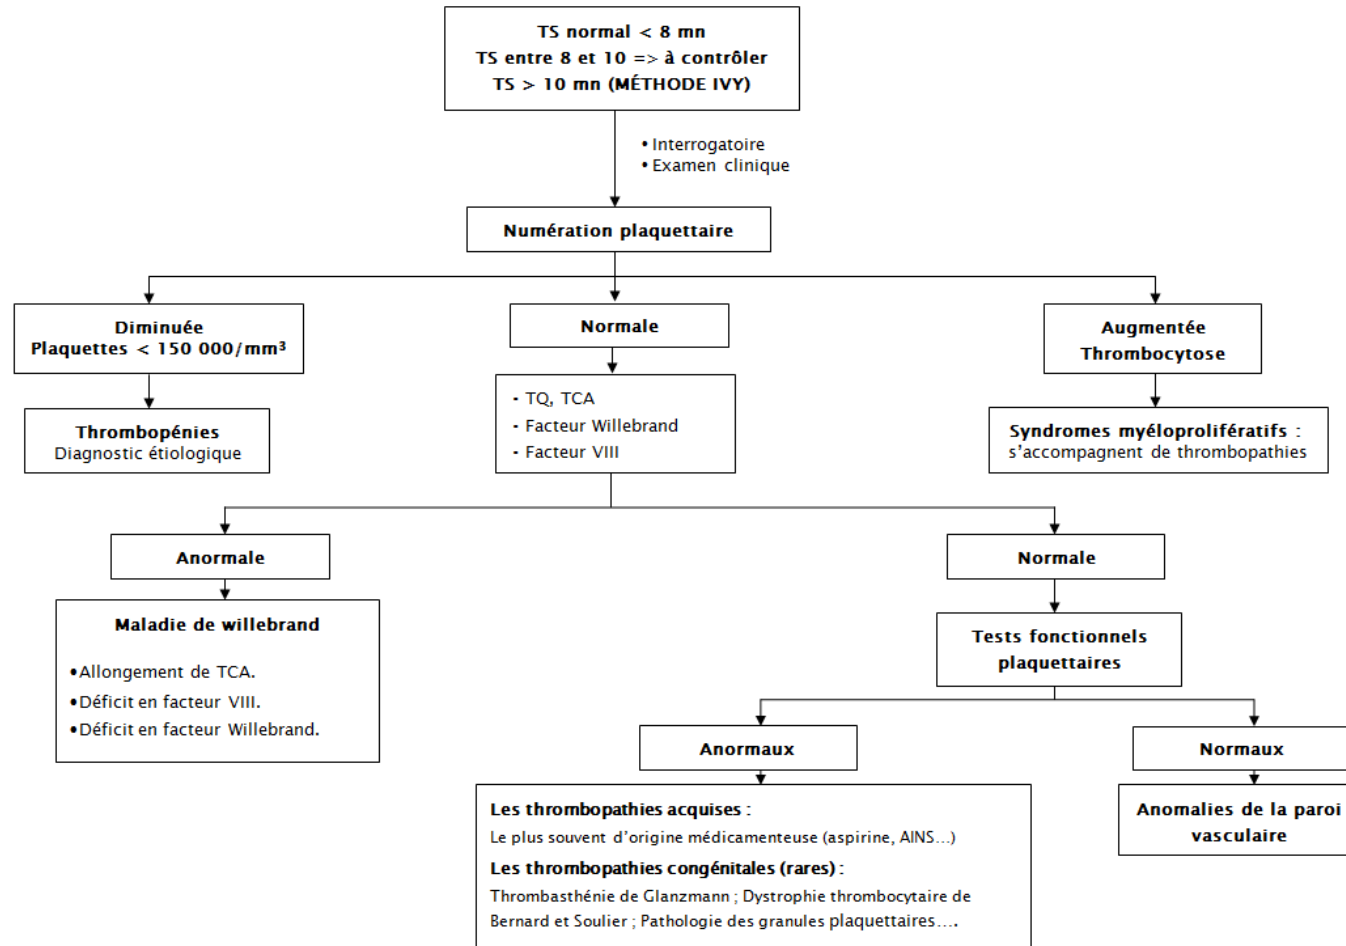 TS normal < 8 mn
TS entre 8 et 10 => à contrôler
TS > 10 mn (MÉTHODE IVY)
• Interrogatoire
• Examen clinique
Numération plaquettaire
Diminuée
Plaquettes < 150 000/mm³
Normale
Augmentée
Thrombocytose
Thrombopénies
Diagnostic étiologique
- TQ, TCA
- Facteur Willebrand
- Facteur VIII
Syndromes myéloprolifératifs :
s'accompagnent de thrombopathies
Anormale
Normale
Maladie de willebrand
•Allongement de TCA.
•Déficit en facteur VIII.
•Déficit en facteur Willebrand.
Tests fonctionnels
plaquettaires
Anormaux
Normaux
Les thrombopathies acquises :
Le plus souvent d'origine médicamenteuse (aspirine, AINS...)
Les thrombopathies congénitales (rares) :
Thrombasthénie de Glanzmann ; Dystrophie thrombocytaire de
Bernard et Soulier ; Pathologie des granules plaquettaires....
Anomalies de la paroi
vasculaire